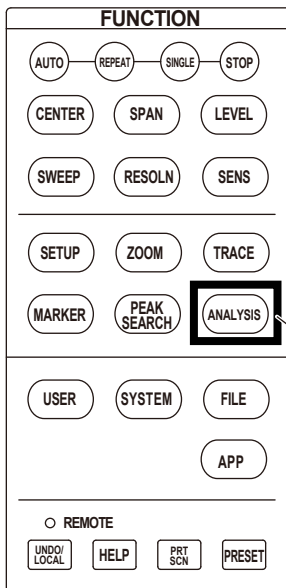 FUNCTION
AUTO REPEAT SINGLE STOP
CENTER SPAN LEVEL
SWEEP RESOLN SENS
SETUP ZOOM TRACE
MARKER PEAK SEARCH ANALYSIS
USER SYSTEM FILE
APP
REMOTE
UNDO/LOCAL HELP PRT SCN PRESET